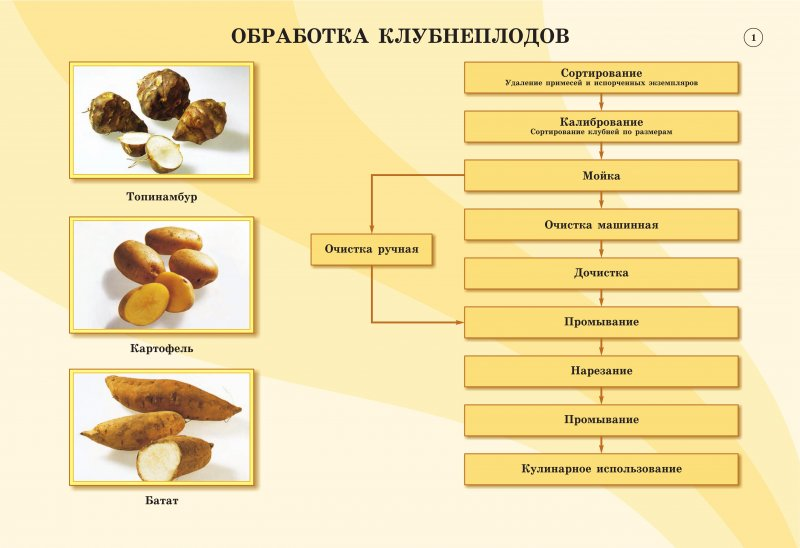 ОБРАБОТКА КЛУБНЕПЛОДОВ
1
Топинамбур
Картофель
Батат
Сортирование
Удаление примесей и испорченных экземпляров
Калибрование
Сортирование клубней по размерам
Мойка
Очистка машинная
Очистка ручная
Дочистка
Промывание
Нарезание
Промывание
Кулинарное использование